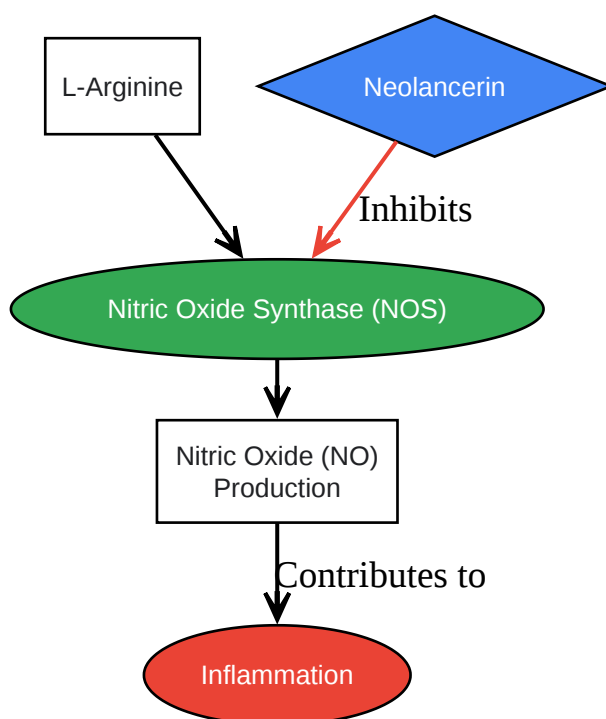 L-Arginine
Neolancerin
Inhibits
Nitric Oxide Synthase (NOS)
Nitric Oxide (NO)
Production
Contributes to
Inflammation